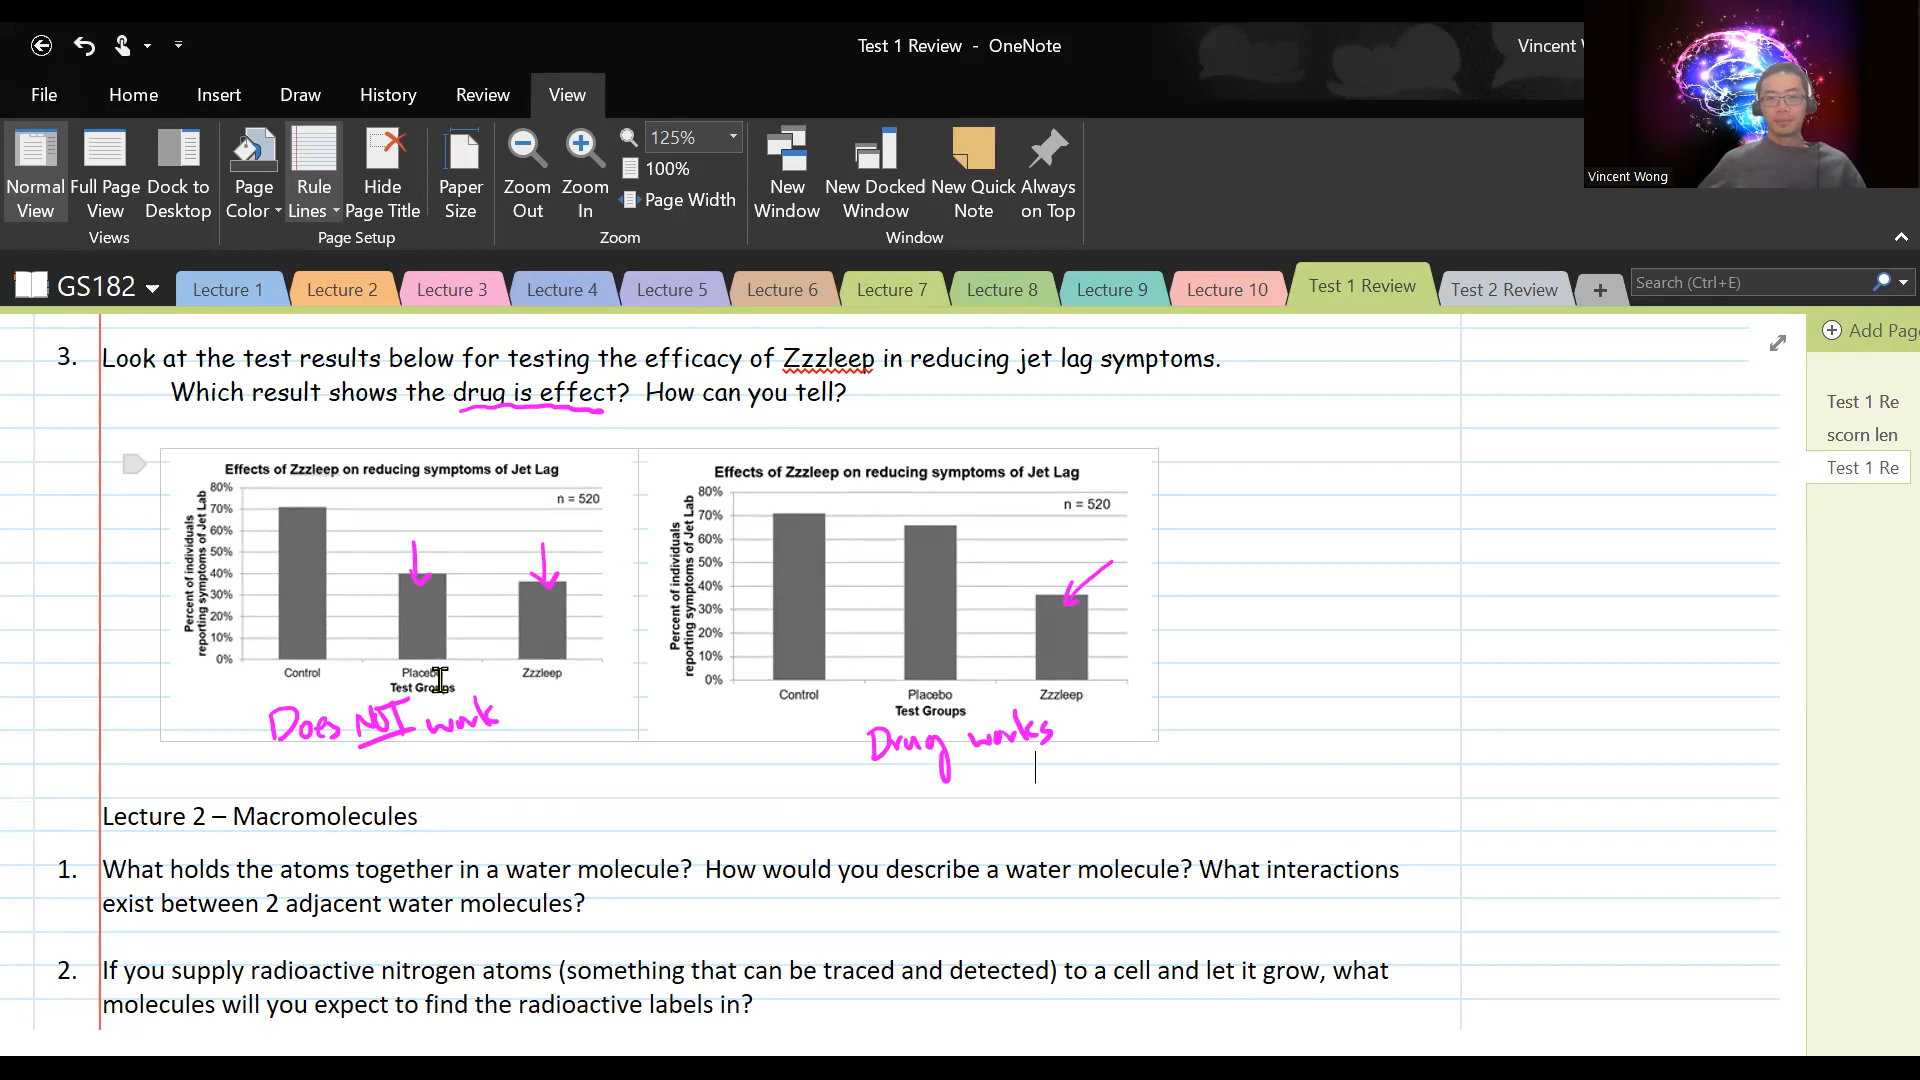 Test 1 Review - OneNote
Vincent W
File Home Insert Draw History Review View
Normal View
Full Page View
Dock to Desktop
Views
Page Color
Rule Lines
Hide Page Title
Page Setup
Paper Size
Zoom Out
Zoom In
125%
100%
Page Width
Zoom
New Window
New Docked Window
New Quick Note
Always on Top
Window
Vincent Wong
GS182
Lecture 1 Lecture 2 Lecture 3 Lecture 4 Lecture 5 Lecture 6 Lecture 7 Lecture 8 Lecture 9 Lecture 10 Test 1 Review Test 2 Review +
Search (Ctrl+E)
Add Pag
Test 1 Re
scorn len
Test 1 Re
3. Look at the test results below for testing the efficacy of Zzzleep in reducing jet lag symptoms.
Which result shows the drug is effect? How can you tell?
Effects of Zzzleep on reducing symptoms of Jet Lag
n = 520
Percent of individuals
reporting symptoms of Jet Lab
80%
70%
60%
50%
40%
30%
20%
10%
0%
Control Placebo Zzzleep
Test Groups
Does NOT work
Effects of Zzzleep on reducing symptoms of Jet Lag
n = 520
Percent of individuals
reporting symptoms of Jet Lab
80%
70%
60%
50%
40%
30%
20%
10%
0%
Control Placebo Zzzleep
Test Groups
Drug works
Lecture 2 – Macromolecules
1. What holds the atoms together in a water molecule? How would you describe a water molecule? What interactions
exist between 2 adjacent water molecules?
2. If you supply radioactive nitrogen atoms (something that can be traced and detected) to a cell and let it grow, what
molecules will you expect to find the radioactive labels in?